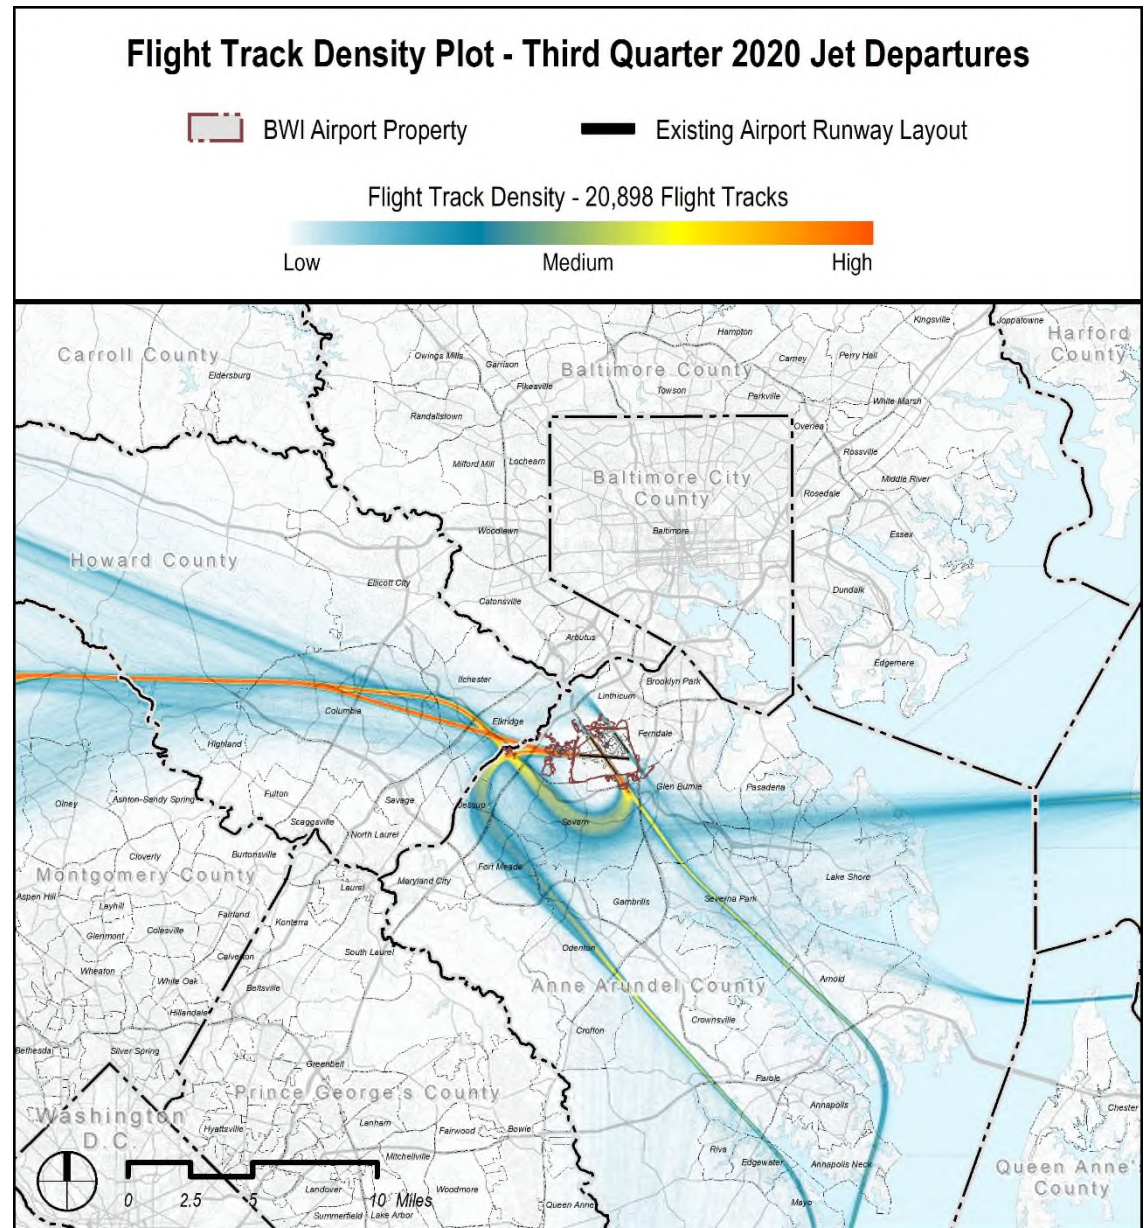 Flight Track Density Plot - Third Quarter 2020 Jet Departures
BWI Airport Property
Existing Airport Runway Layout
Flight Track Density - 20,898 Flight Tracks
Low
Medium
High
Kingsville
Joppatowne
Hampton
Harford
County
Carroll County
Owings Mills
Garrison
Carney
Perry Hall
Eldersburg
Pikesville
Baltimore County
Towson
Parkville
White Marsh
Randallstown
Overlea
Rossville
Milford Mill
Lochearn
Baltimore City
County
Middle River
Rosedale
Woodlawn
Baltimore
Essex
Howard County
Ellicott City
Catonsville
Dundalk
Arbutus
Edgemere
Ilchester
Brooklyn Park
Linthicum
Columbia
Elkridge
Ferndale
Highland
Glen Burnie
Pasadena
Olney
Ashton-Sandy Spring
Fulton
Savage
Jessup
Scaggsville
North Laurel
Severn
Cloverly
Burtonsville
Montgomery County
Fort Meade
Laurel
Maryland City
Lake Shore
Aspen Hill
Layhill
Fairland
Konterra
Gambrills
Severna Park
Glenmont
Colesville
Calverton
South Laurel
Odenton
Wheaton
White Oak
Beltsville
Anne Arundel County
Arnold
Hillandale
Crofton
Crownsville
Bethesda
Silver Spring
Greenbelt
Parole
Prince George's County
Annapolis
Chester
Washington
D.C.
Hyattsville
Lanham
Fairwood
Bowie
Mitchellville
Riva
Edgewater
Annapolis Neck
Queen Anne'
County
Landover
Woodmore
Queen Anne
Mayo
0
2.5
5
10 Miles
Summerfield
Lake Arbor